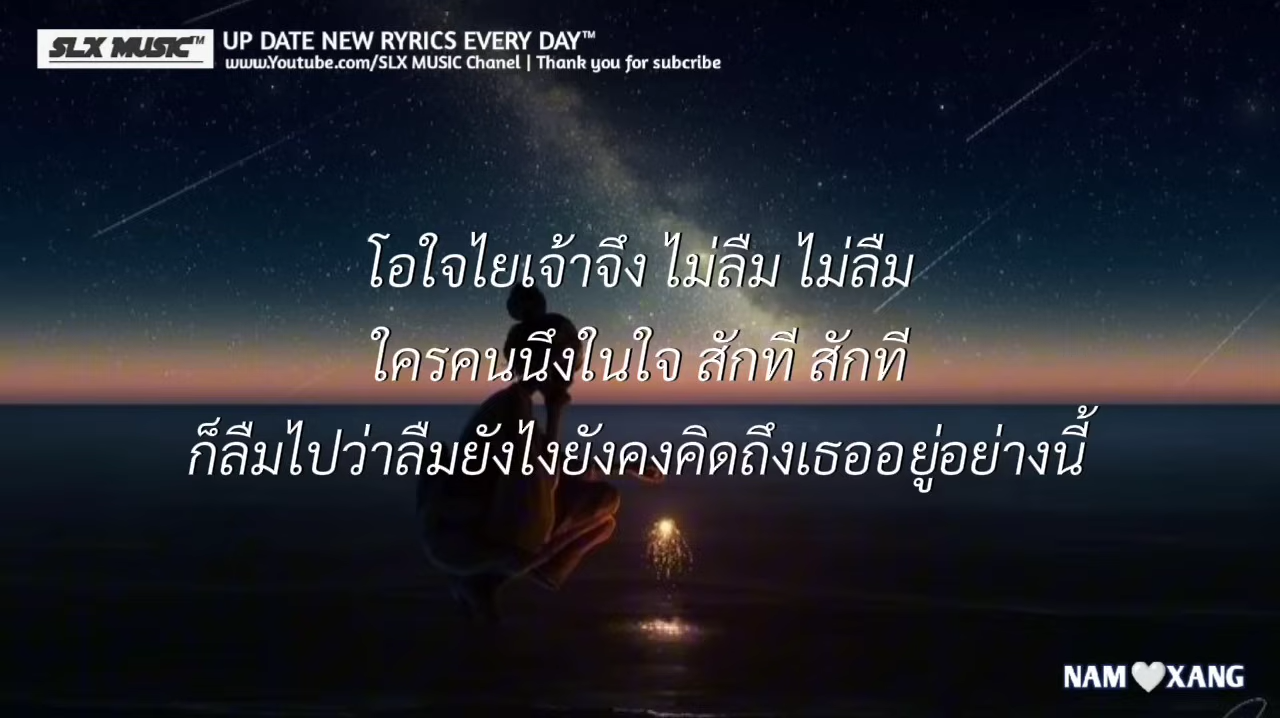 SLX MUSIC™
UP DATE NEW RYRICS EVERY DAY™
www.Youtube.com/SLX MUSIC Chanel | Thank you for subcribe
โอใจไยเจ้าจึง ไม่ลืม ไม่ลืม
ใครคนนึงในใจ สักที สักที
ก็ลืมไปว่าลืมยังไงยังคงคิดถึงเธออยู่อย่างนี้
NAM🤍XANG